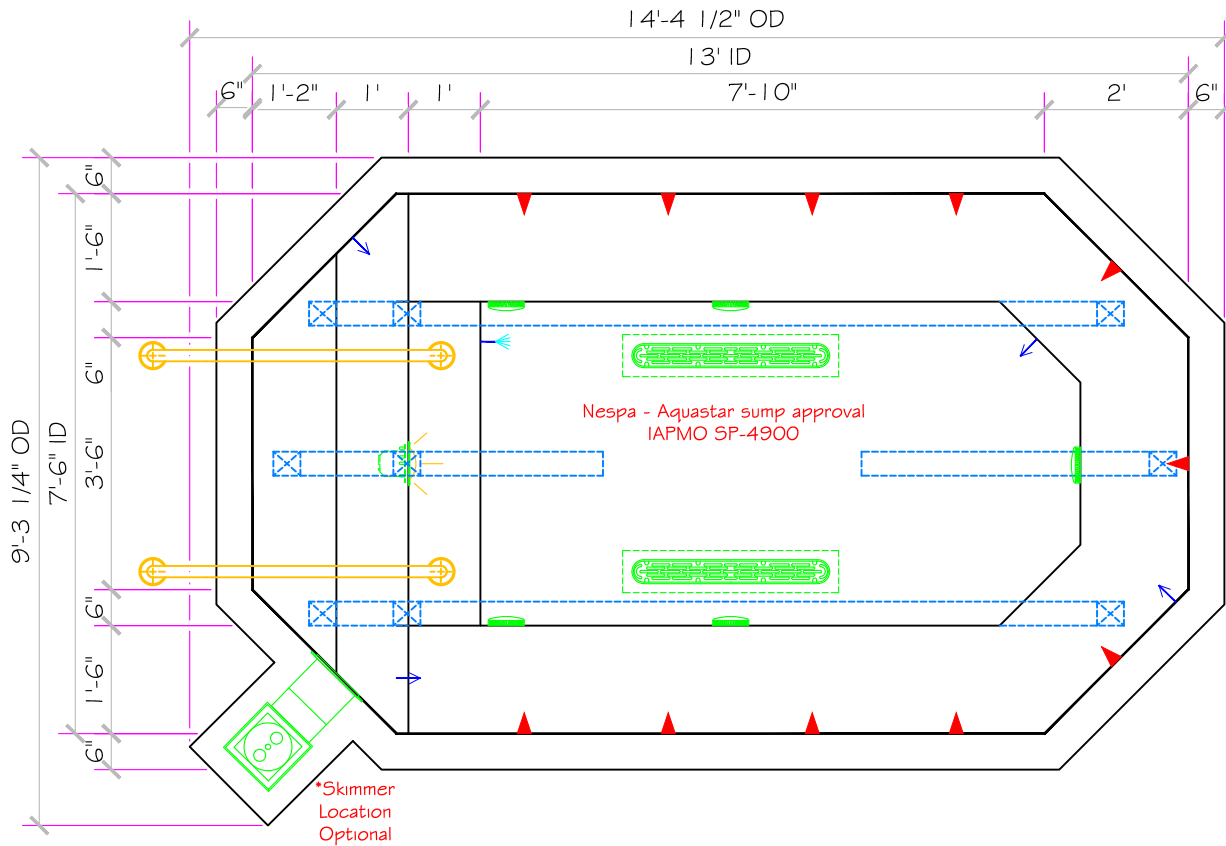 14'-4 1/2" OD
13' ID
6"
1'-2"
1'
1'
7'-10"
2'
6"
6"
1'-6"
6"
3'-6"
6"
1'-6"
6"
7'-6" ID
9'-3 1/4" OD
Nespa - Aquastar sump approval
IAPMO SP-4900
*Skimmer
Location
Optional